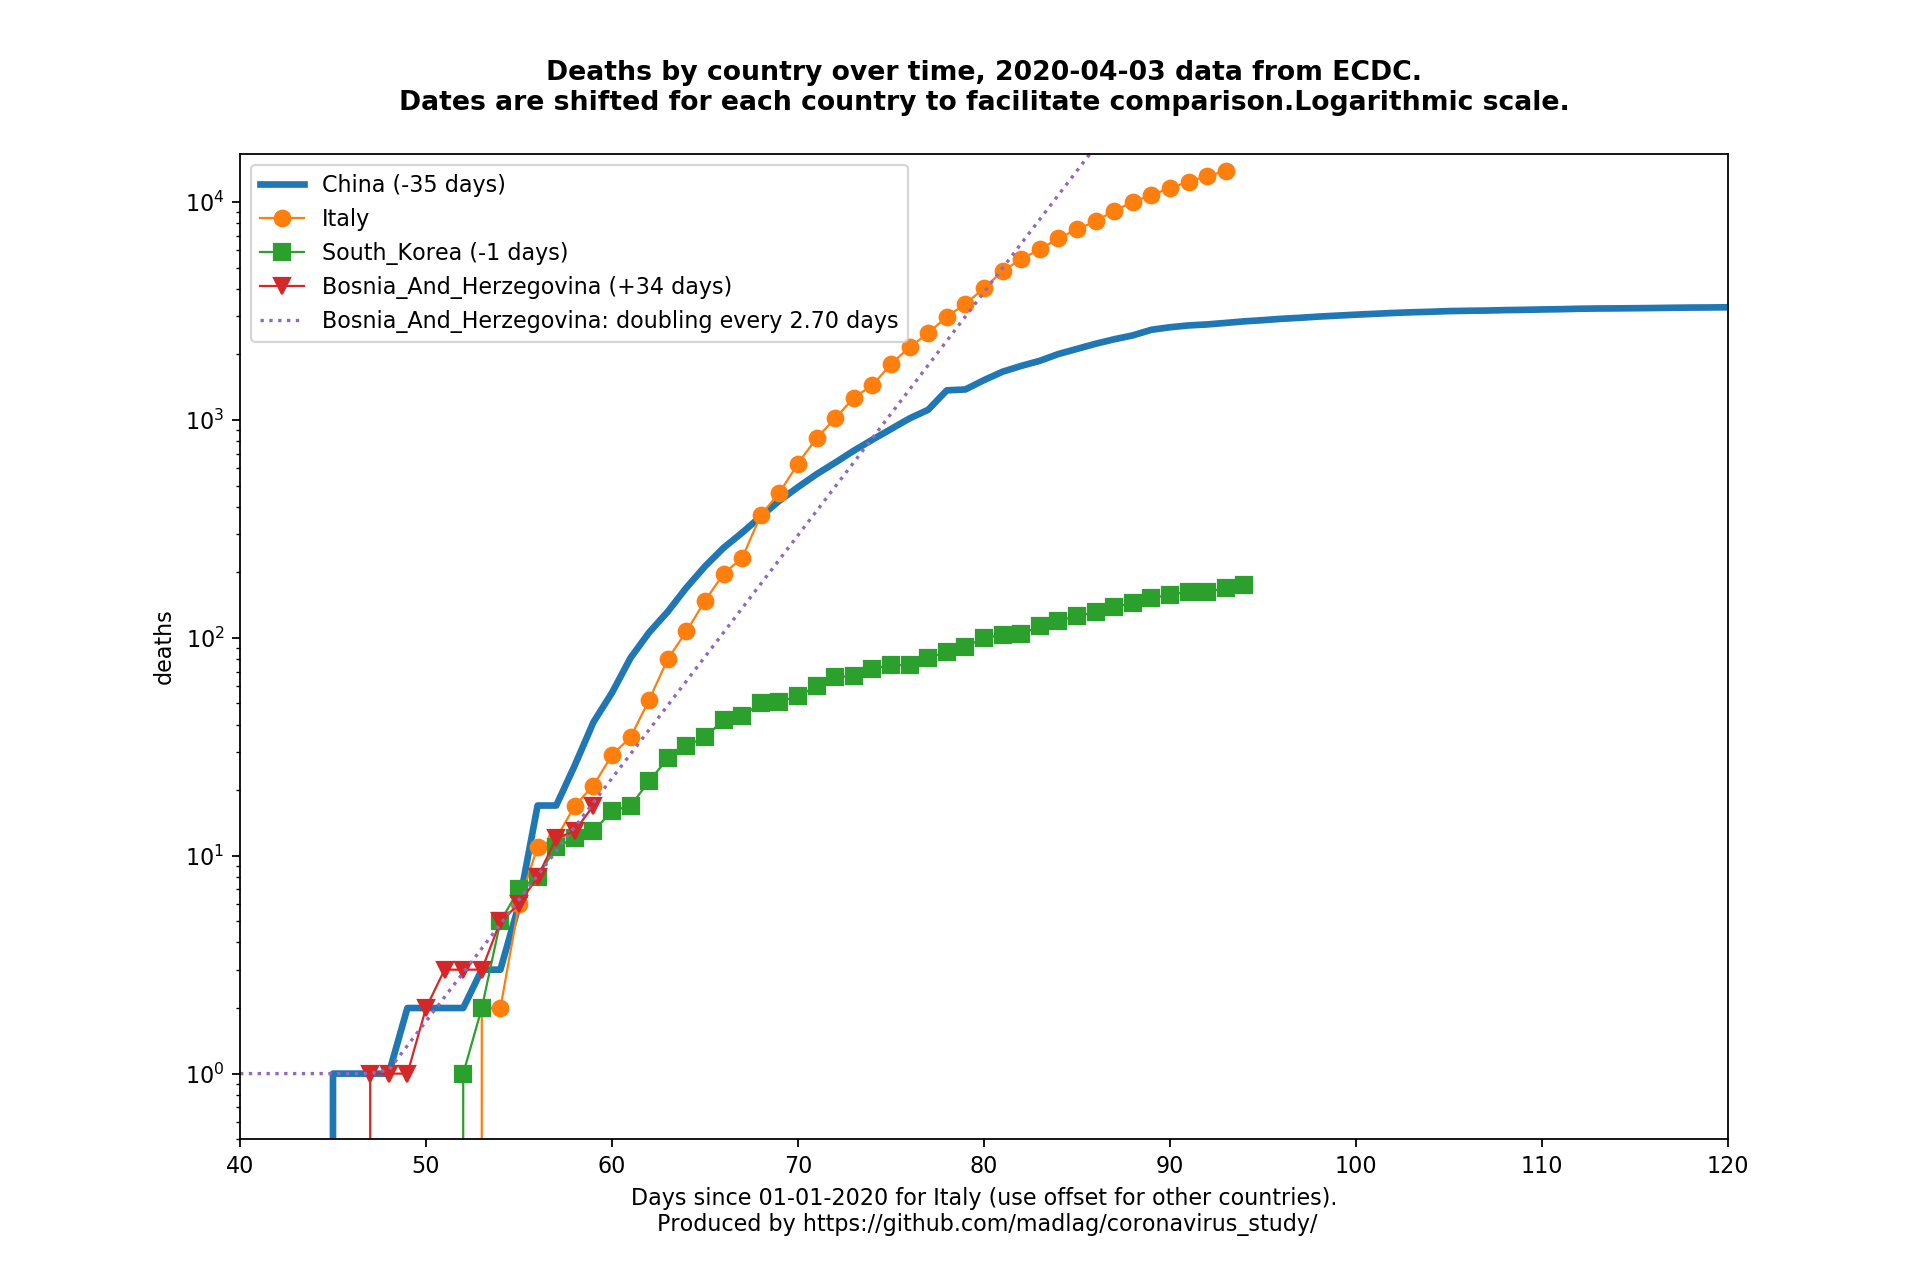 Deaths by country over time, 2020-04-03 data from ECDC.
Dates are shifted for each country to facilitate comparison.Logarithmic scale.
China (-35 days)
Italy
South_Korea (-1 days)
Bosnia_And_Herzegovina (+34 days)
Bosnia_And_Herzegovina: doubling every 2.70 days
deaths
10⁴
10³
10²
10¹
10⁰
40 50 60 70 80 90 100 110 120
Days since 01-01-2020 for Italy (use offset for other countries).
Produced by https://github.com/madlag/coronavirus_study/